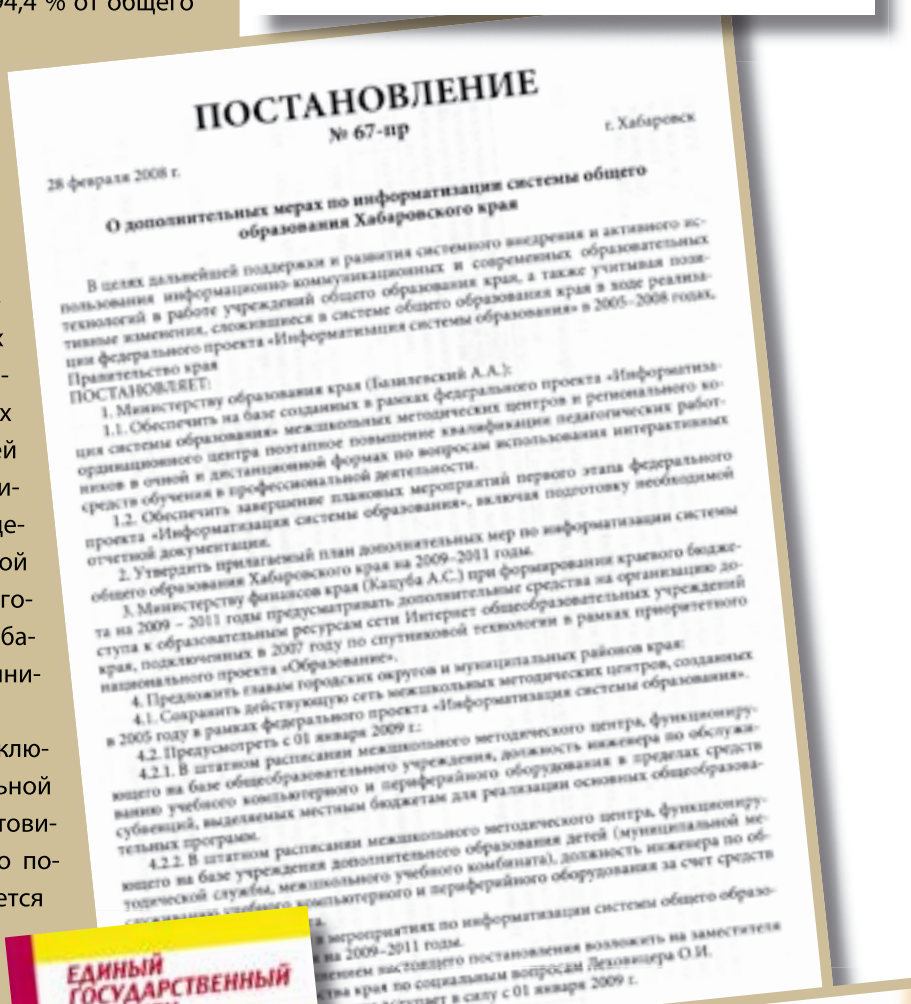 94,4 % от общего
ПОСТАНОВЛЕНИЕ
№ 67-пр
г. Хабаровск
28 февраля 2008 г.
О дополнительных мерах по информатизации системы общего
образования Хабаровского края
В целях дальнейшей поддержки и развития системного внедрения и активного ис-
пользования информационно-коммуникационных и современных образовательных
технологий в работе учреждений общего образования края, а также учитывая пози-
тивные изменения, сложившиеся в системе общего образования края в ходе реализа-
ции федерального проекта «Информатизация системы образования» в 2005–2008 годах,
Правительство края
ПОСТАНОВЛЯЕТ:
1. Министерству образования края (Базилевский А.А.):
1.1. Обеспечить на базе созданных в рамках федерального проекта «Информатиза-
ция системы образования» межшкольных методических центров и регионального ко-
ординационного центра поэтапное повышение квалификации педагогических работ-
ников в очной и дистанционной формах по вопросам использования интерактивных
средств обучения в профессиональной деятельности.
1.2. Обеспечить завершение плановых мероприятий первого этапа федерального
проекта «Информатизация системы образования», включая подготовку необходимой
отчетной документации.
2. Утвердить прилагаемый план дополнительных мер по информатизации системы
общего образования Хабаровского края на 2009–2011 годы.
3. Министерству финансов края (Кацуба А.С.) при формировании краевого бюдже-
та на 2009 – 2011 годы предусматривать дополнительные средства на организацию до-
ступа к образовательным ресурсам сети Интернет общеобразовательных учреждений
края, подключенных в 2007 году по спутниковой технологии в рамках приоритетного
национального проекта «Образование».
4. Предложить главам городских округов и муниципальных районов края:
4.1. Сохранить действующую сеть межшкольных методических центров, созданных
в 2005 году в рамках федерального проекта «Информатизация системы образования».
4.2. Предусмотреть с 01 января 2009 г.:
4.2.1. В штатном расписании межшкольного методического центра, функциониру-
ющего на базе общеобразовательного учреждения, должность инженера по обслужи-
ванию учебного компьютерного и периферийного оборудования в пределах средств
субвенций, выделяемых местным бюджетам для реализации основных общеобразова-
тельных программ.
4.2.2. В штатном расписании межшкольного методического центра, функциониру-
ющего на базе учреждения дополнительного образования детей (муниципальной ме-
тодической службы, межшкольного учебного комбината), должность инженера по об-
служиванию учебного компьютерного и периферийного оборудования за счет средств
в мероприятиях по информатизации системы общего образо-
на 2009–2011 годы.
настоящего постановления возложить на заместителя
края по социальным вопросам Леховицера О.И.
в силу с 01 января 2009 г.
х
-
х
ей
и-
де-
ой
го-
ба-
ни-
клю-
ьной
тови-
о по-
ется
ЕДИНЫЙ
ГОСУДАРСТВЕННЫЙ